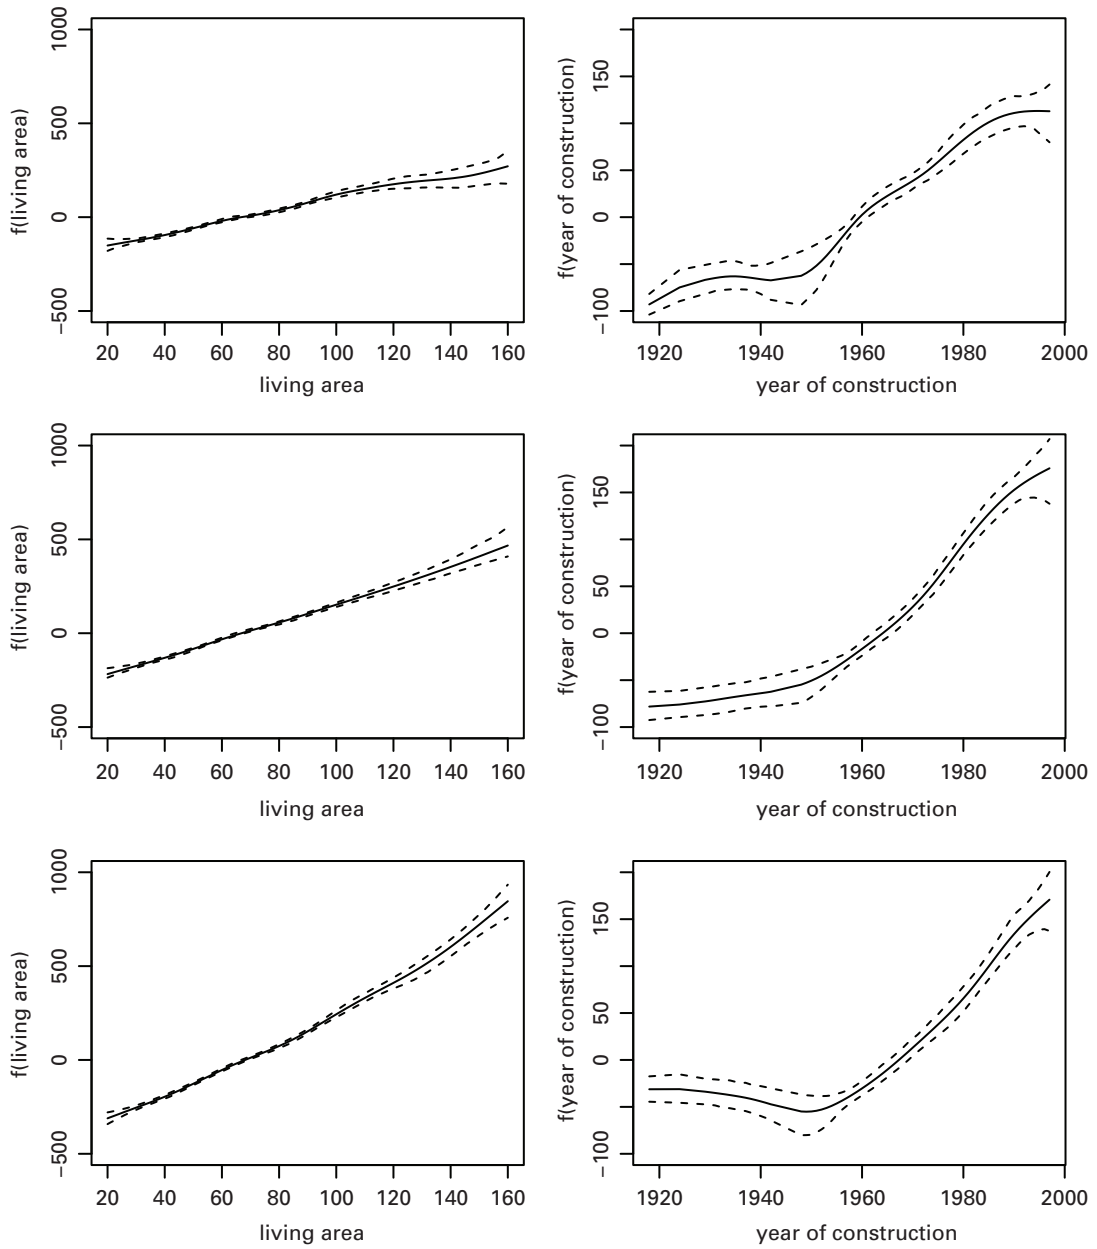 f(living area)
1000
500
0
−500
20 40 60 80 100 120 140 160
living area
f(year of construction)
150
50
0
−100
1920 1940 1960 1980 2000
year of construction
f(living area)
1000
500
0
−500
20 40 60 80 100 120 140 160
living area
f(year of construction)
150
50
0
−100
1920 1940 1960 1980 2000
year of construction
f(living area)
1000
500
0
−500
20 40 60 80 100 120 140 160
living area
f(year of construction)
150
50
0
−100
1920 1940 1960 1980 2000
year of construction